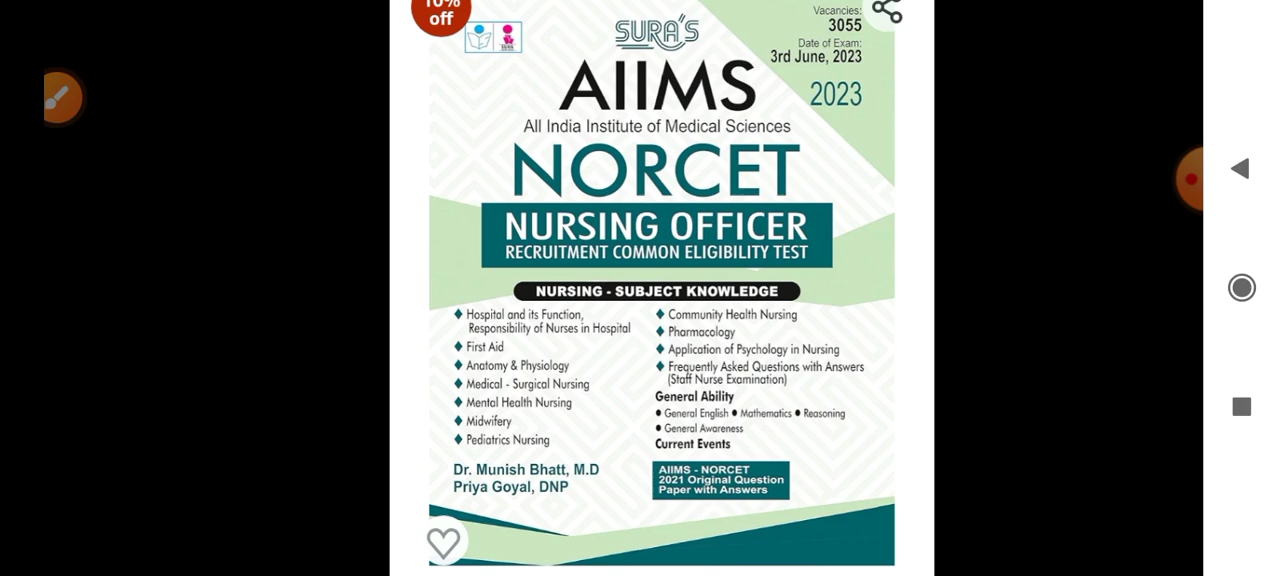 10%
off
SURA'S
Vacancies:
3055
Date of Exam:
3rd June, 2023
AIIMS
2023
All India Institute of Medical Sciences
NORCET
NURSING OFFICER
RECRUITMENT COMMON ELIGIBILITY TEST
NURSING - SUBJECT KNOWLEDGE
♦ Hospital and its Function,
Responsibility of Nurses in Hospital
♦ First Aid
♦ Anatomy & Physiology
♦ Medical - Surgical Nursing
♦ Mental Health Nursing
♦ Midwifery
♦ Pediatrics Nursing
♦ Community Health Nursing
♦ Pharmacology
♦ Application of Psychology in Nursing
♦ Frequently Asked Questions with Answers
(Staff Nurse Examination)
General Ability
● General English ● Mathematics ● Reasoning
● General Awareness
Current Events
Dr. Munish Bhatt, M.D
Priya Goyal, DNP
AIIMS - NORCET
2021 Original Question
Paper with Answers